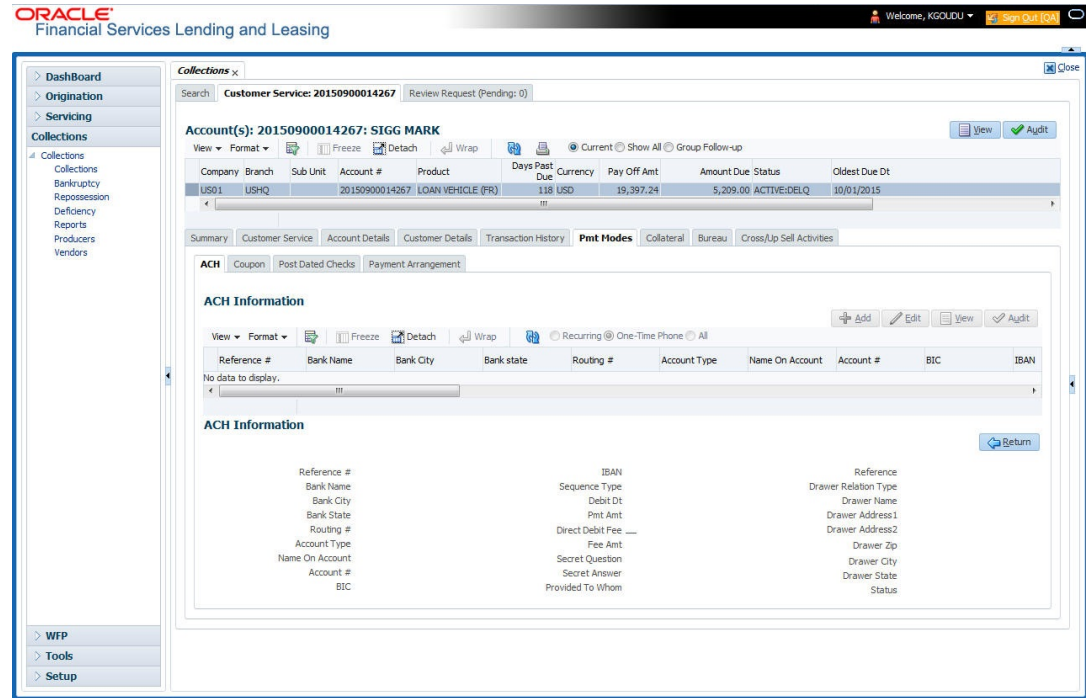 ORACLE
Financial Services Lending and Leasing
Welcome, KGOUDU
Sign Out [QA]
DashBoard
Origination
Servicing
Collections
Collections
Collections
Bankruptcy
Repossession
Deficiency
Reports
Producers
Vendors
WFP
Tools
Setup
Collections x
Close
Search Customer Service: 20150900014267 Review Request (Pending: 0)
Account(s): 20150900014267: SIGG MARK
View Audit
View Format Freeze Detach Wrap Current Show All Group Follow-up
Company Branch Sub Unit Account # Product Days Past Due Currency Pay Off Amt Amount Due Status Oldest Due Dt
US01 USHQ 20150900014267 LOAN VEHICLE (FR) 118 USD 19,397.24 5,209.00 ACTIVE:DELQ 10/01/2015
Summary Customer Service Account Details Customer Details Transaction History Pmt Modes Collateral Bureau Cross/Up Sell Activities
ACH Coupon Post Dated Checks Payment Arrangement
ACH Information
Add Edit View Audit
View Format Freeze Detach Wrap Recurring One-Time Phone All
Reference # Bank Name Bank City Bank state Routing # Account Type Name On Account Account # BIC IBAN
No data to display.
ACH Information
Return
Reference # IBAN Reference
Bank Name Sequence Type Drawer Relation Type
Bank City Debit Dt Drawer Name
Bank State Pmt Amt Drawer Address1
Routing # Direct Debit Fee Drawer Address2
Account Type Fee Amt Drawer Zip
Name On Account Secret Question Drawer City
Account # Secret Answer Drawer State
BIC Provided To Whom Status